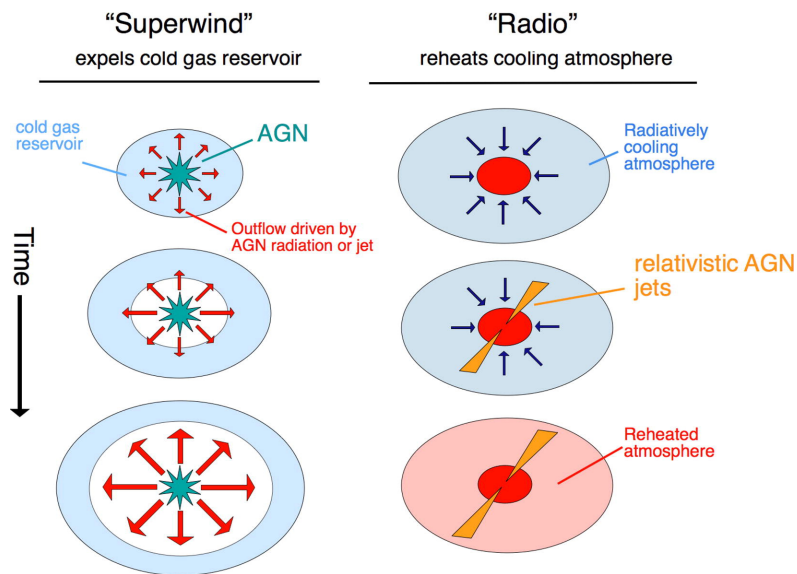 “Superwind”
expels cold gas reservoir
“Radio”
reheats cooling atmosphere
cold gas
reservoir
AGN
Outflow driven by
AGN radiation or jet
Time
Radiatively
cooling
atmosphere
relativistic AGN
jets
Reheated
atmosphere